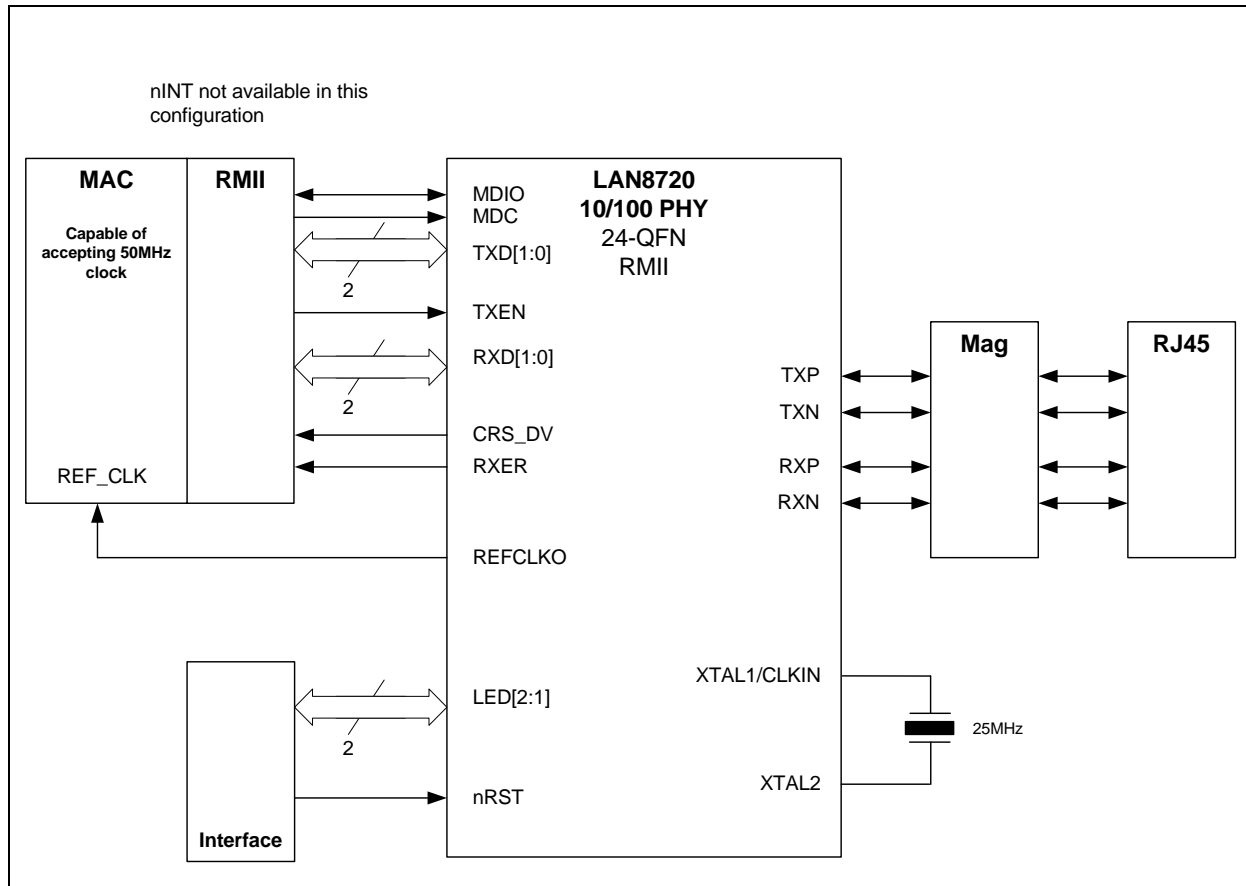 nINT not available in this
configuration
MAC
Capable of
accepting 50MHz
clock
REF_CLK
RMII
LAN8720
10/100 PHY
24-QFN
RMII
MDIO
MDC
TXD[1:0]
2
TXEN
RXD[1:0]
2
CRS_DV
RXER
REFCLKO
LED[2:1]
2
nRST
Interface
TXP
TXN
RXP
RXN
XTAL1/CLKIN
XTAL2
25MHz
Mag
RJ45